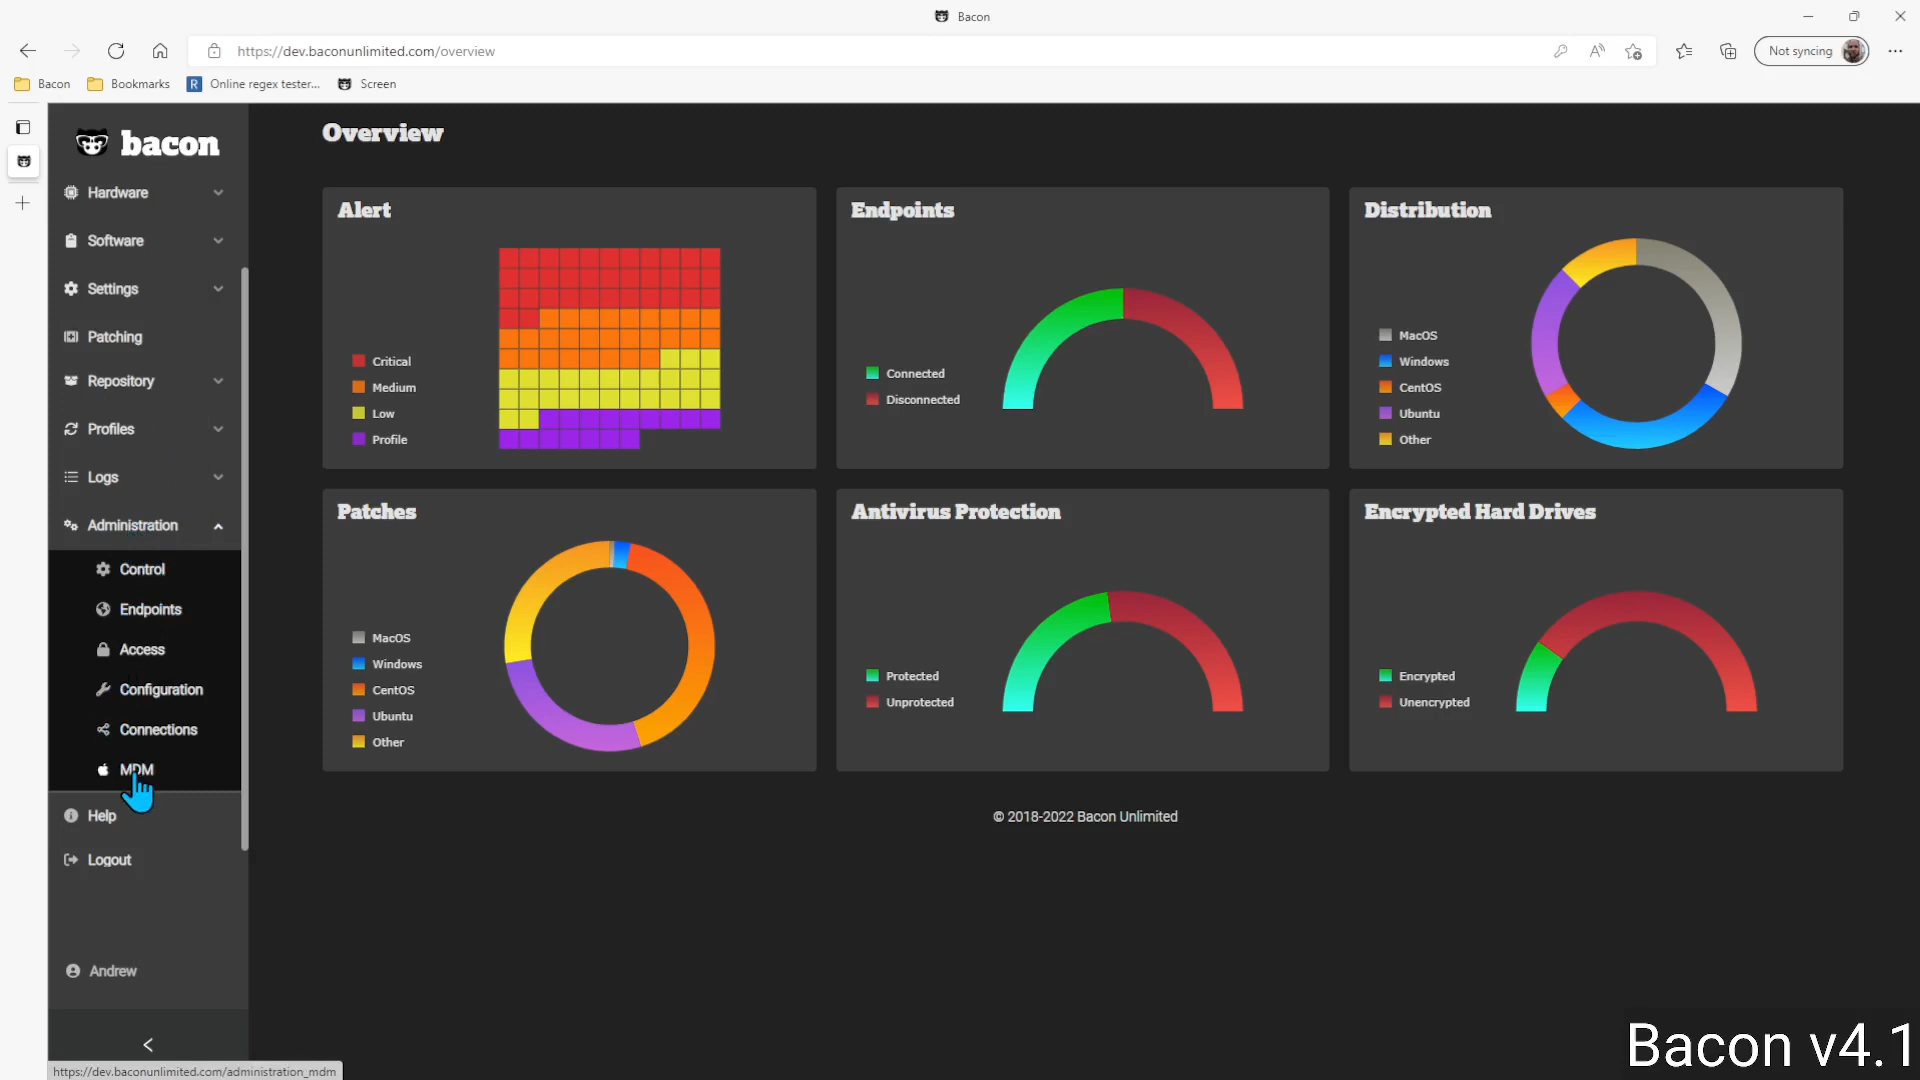 Bacon
https://dev.baconunlimited.com/overview
Not syncing
Bacon
Bookmarks
R
Online regex tester...
Screen
bacon
Hardware
Software
Settings
Patching
Repository
Profiles
Logs
Administration
Control
Endpoints
Access
Configuration
Connections
MDM
Help
Logout
Andrew
https://dev.baconunlimited.com/administration_mdm
Overview
Alert
Critical
Medium
Low
Profile
Endpoints
Connected
Disconnected
Distribution
MacOS
Windows
CentOS
Ubuntu
Other
Patches
MacOS
Windows
CentOS
Ubuntu
Other
Antivirus Protection
Protected
Unprotected
Encrypted Hard Drives
Encrypted
Unencrypted
© 2018-2022 Bacon Unlimited
Bacon v4.1